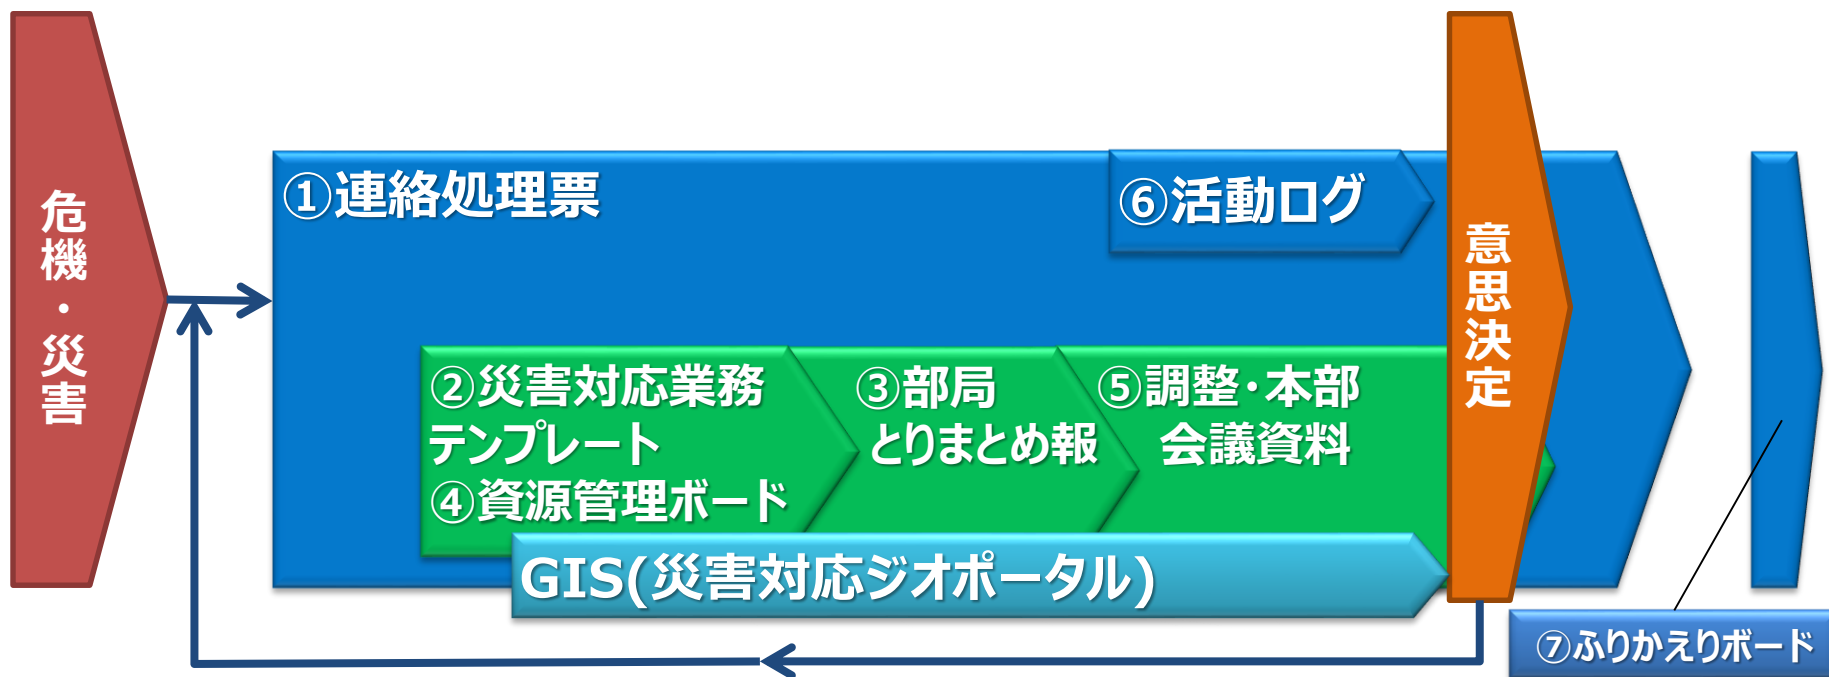 危機・災害
①連絡処理票
⑥活動ログ
意思決定
②災害対応業務
テンプレート
④資源管理ボード
③部局
とりまとめ報
⑤調整・本部
会議資料
GIS(災害対応ジオポータル)
⑦ふりかえりボード